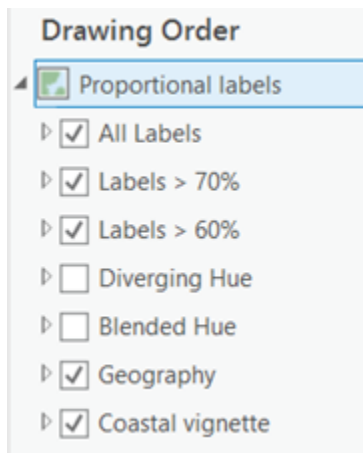 Drawing Order
Proportional labels
All Labels
Labels > 70%
Labels > 60%
Diverging Hue
Blended Hue
Geography
Coastal vignette